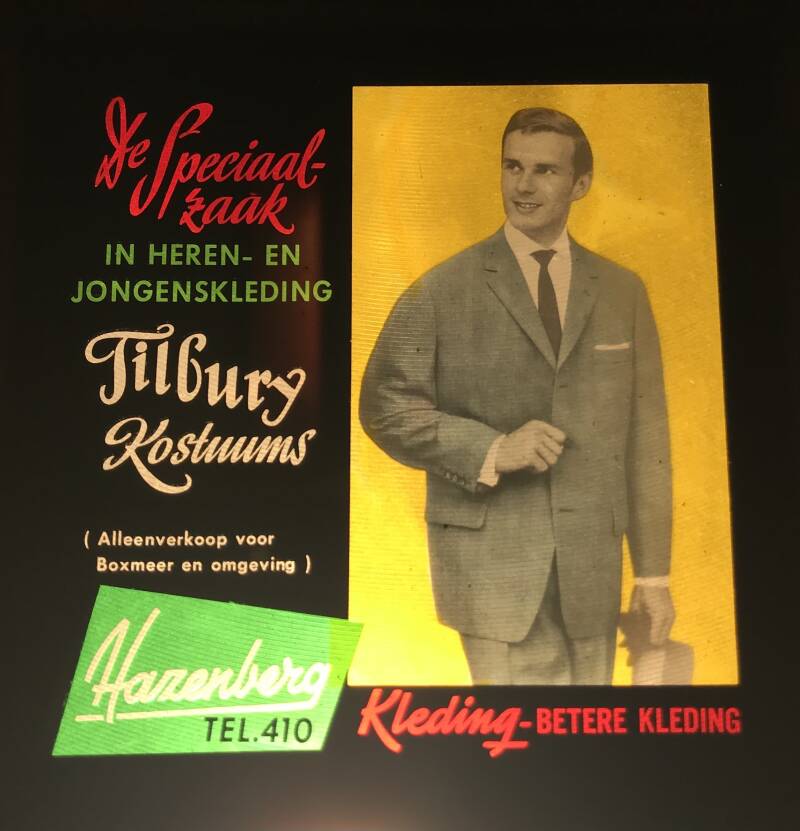 De Speciaal-
zaak
IN HEREN- EN
JONGENSKLEDING
Tilbury
Kostuums
( Alleenverkoop voor
Boxmeer en omgeving )
Hazenberg
TEL.410
Kleding-BETERE KLEDING